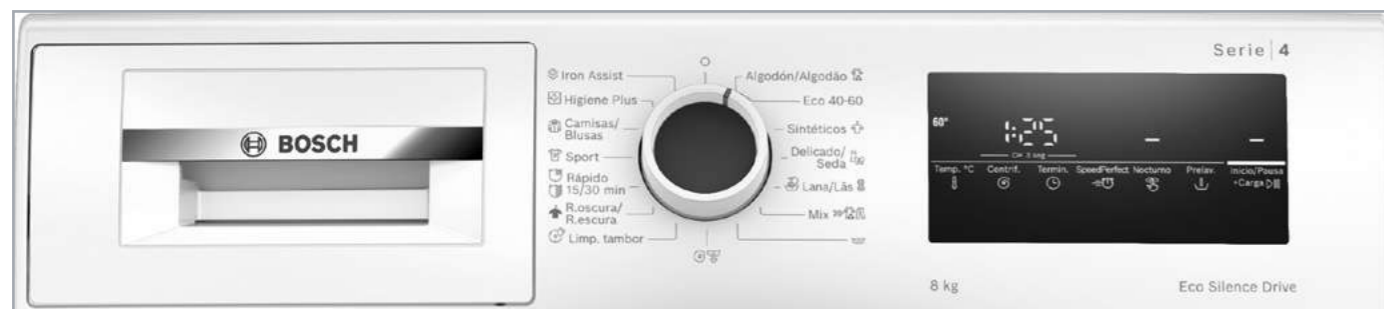 BOSCH
Iron Assist
Higiene Plus
Camisas/
Blusas
Sport
Rápido
15/30 min
R.oscura/
R.escura
Limp. tambor
Algodón/Algodão
Eco 40-60
Sintéticos
Delicado/
Seda
Lana/Lãs
Mix
Serie | 4
60° 1:25 – –
Temp. °C Centrif. Termin. SpeedPerfect Nocturno Prelav. Inicio/Pausa
+Carga
8 kg
Eco Silence Drive